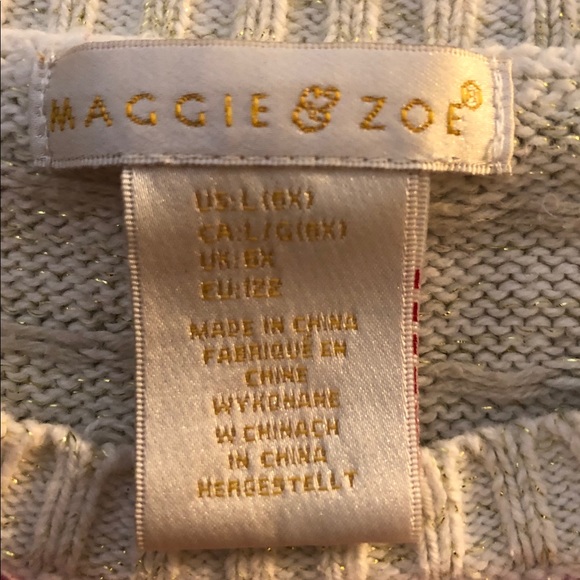 MAGGIE & ZOE®
US:L(6X)
CA:L/G(6X)
UK:6X
EU:122
MADE IN CHINA
FABRIQUÉ EN
CHINE
WYKONANE
W CHINACH
IN CHINA
HERGESTELLT